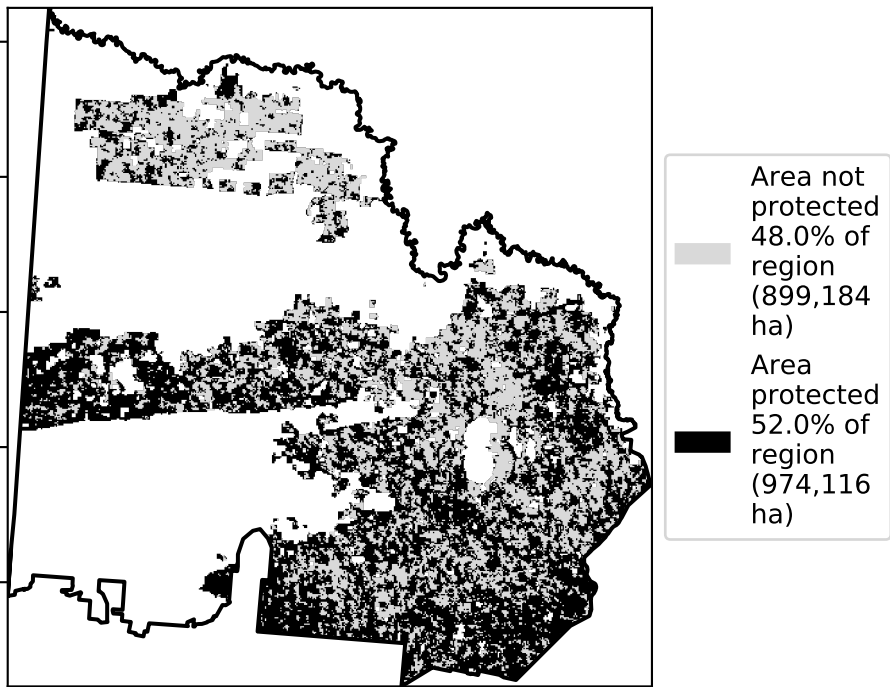 Area not
protected
48.0% of
region
(899,184
ha)
Area
protected
52.0% of
region
(974,116
ha)